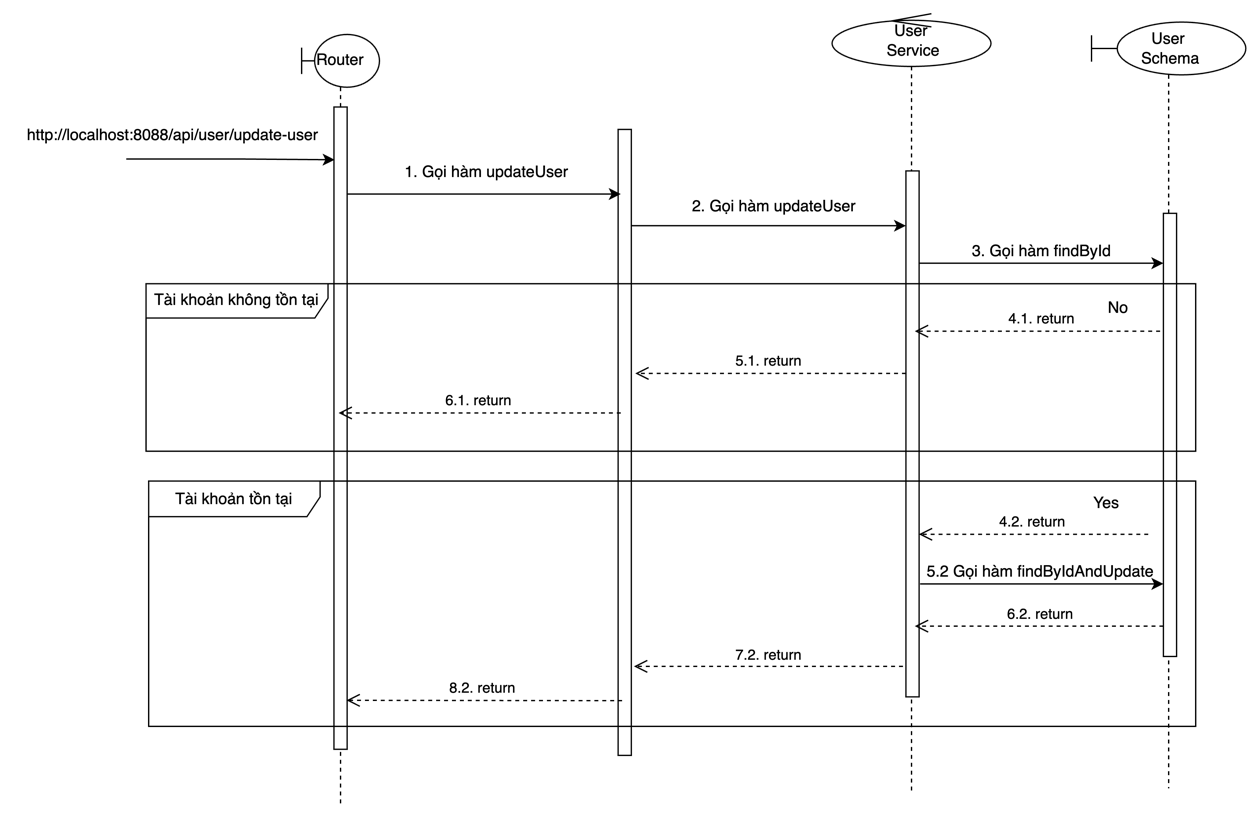 Router
User
Service
User
Schema
http://localhost:8088/api/user/update-user
1. Gọi hàm updateUser
2. Gọi hàm updateUser
3. Gọi hàm findById
Tài khoản không tồn tại
No
4.1. return
5.1. return
6.1. return
Tài khoản tồn tại
Yes
4.2. return
5.2 Gọi hàm findByIdAndUpdate
6.2. return
7.2. return
8.2. return